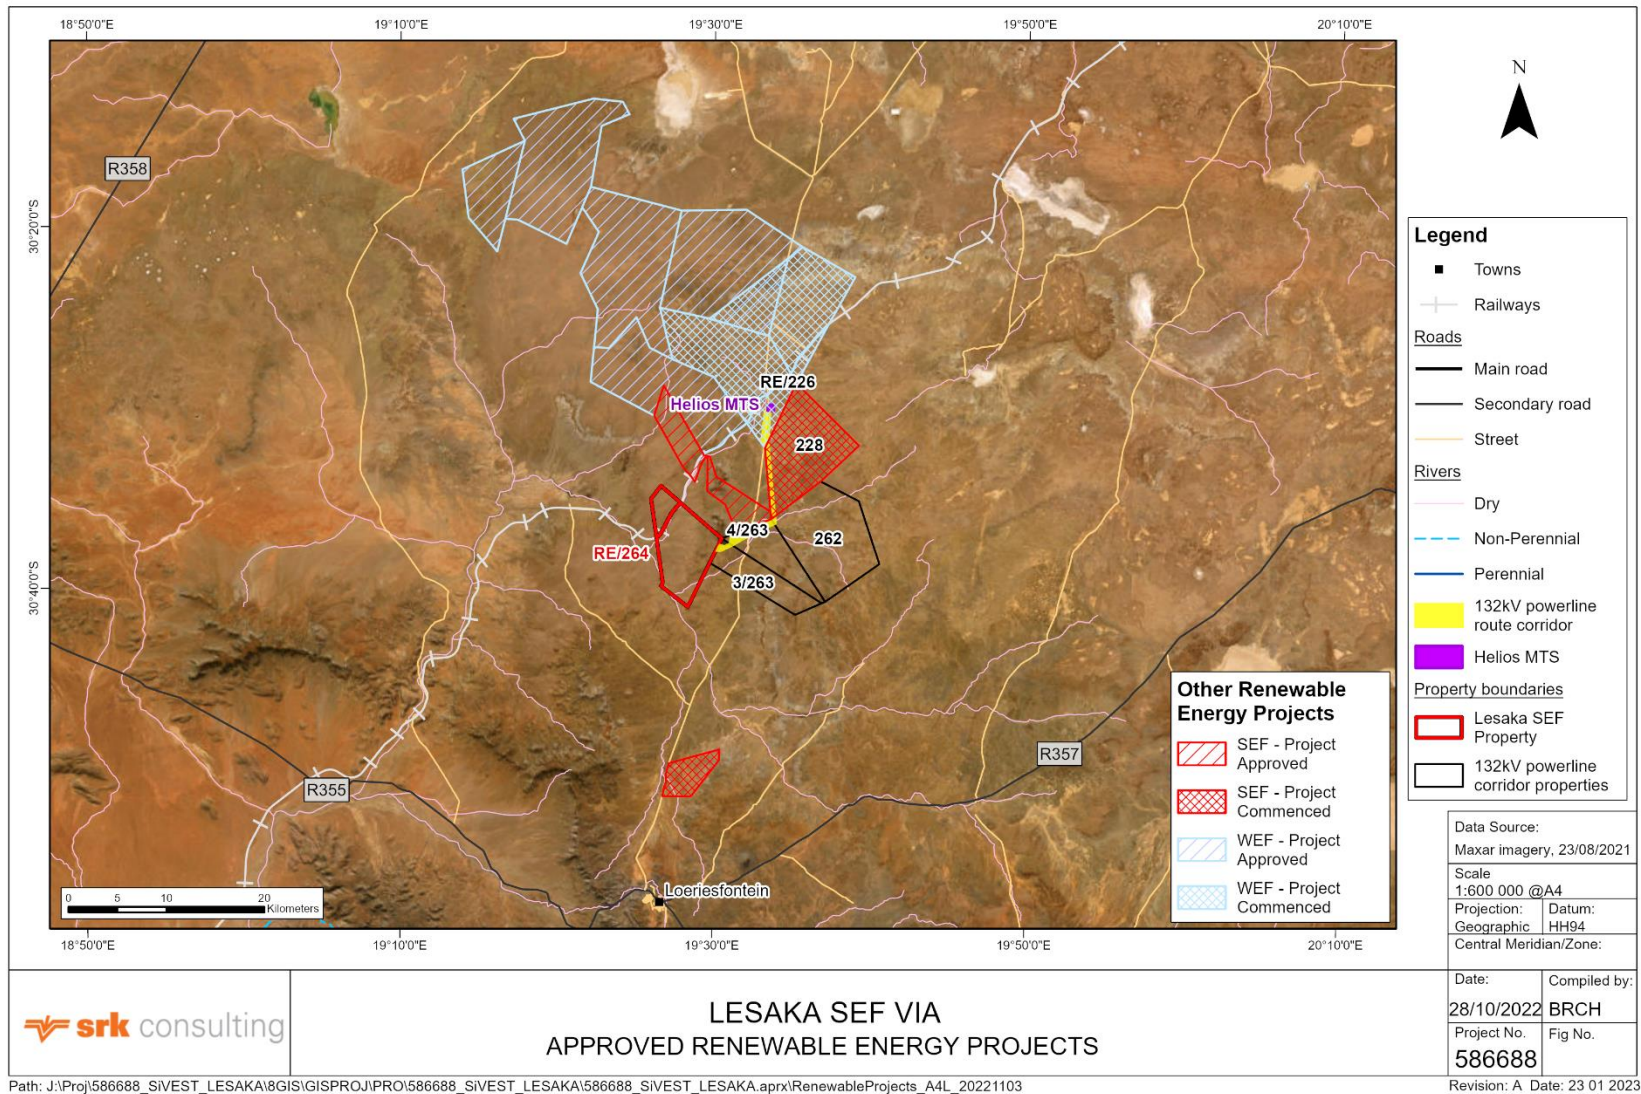 18°50'0"E
19°10'0"E
19°30'0"E
19°50'0"E
20°10'0"E
N
R358
30°20'0"S
RE/226
Helios MTS
228
4/263
262
RE/264
3/263
30°40'0"S
R357
R355
Loeriesfontein
0 5 10 20
Kilometers
18°50'0"E
19°10'0"E
19°30'0"E
19°50'0"E
20°10'0"E
Legend
Towns
Railways
Roads
Main road
Secondary road
Street
Rivers
Dry
Non-Perennial
Perennial
132kV powerline
route corridor
Helios MTS
Property boundaries
Lesaka SEF
Property
132kV powerline
corridor properties
Other Renewable
Energy Projects
SEF - Project
Approved
SEF - Project
Commenced
WEF - Project
Approved
WEF - Project
Commenced
Data Source:
Maxar imagery, 23/08/2021
Scale
1:600 000 @A4
Projection:
Geographic
Datum:
HH94
Central Meridian/Zone:
Date:
28/10/2022
Compiled by:
BRCH
Project No.
586688
Fig No.
srk consulting
LESAKA SEF VIA
APPROVED RENEWABLE ENERGY PROJECTS
Path: J:\Proj\586688_SiVEST_LESAKA\8GIS\GISPROJ\PRO\586688_SiVEST_LESAKA\586688_SiVEST_LESAKA.aprx\RenewableProjects_A4L_20221103
Revision: A Date: 23 01 2023